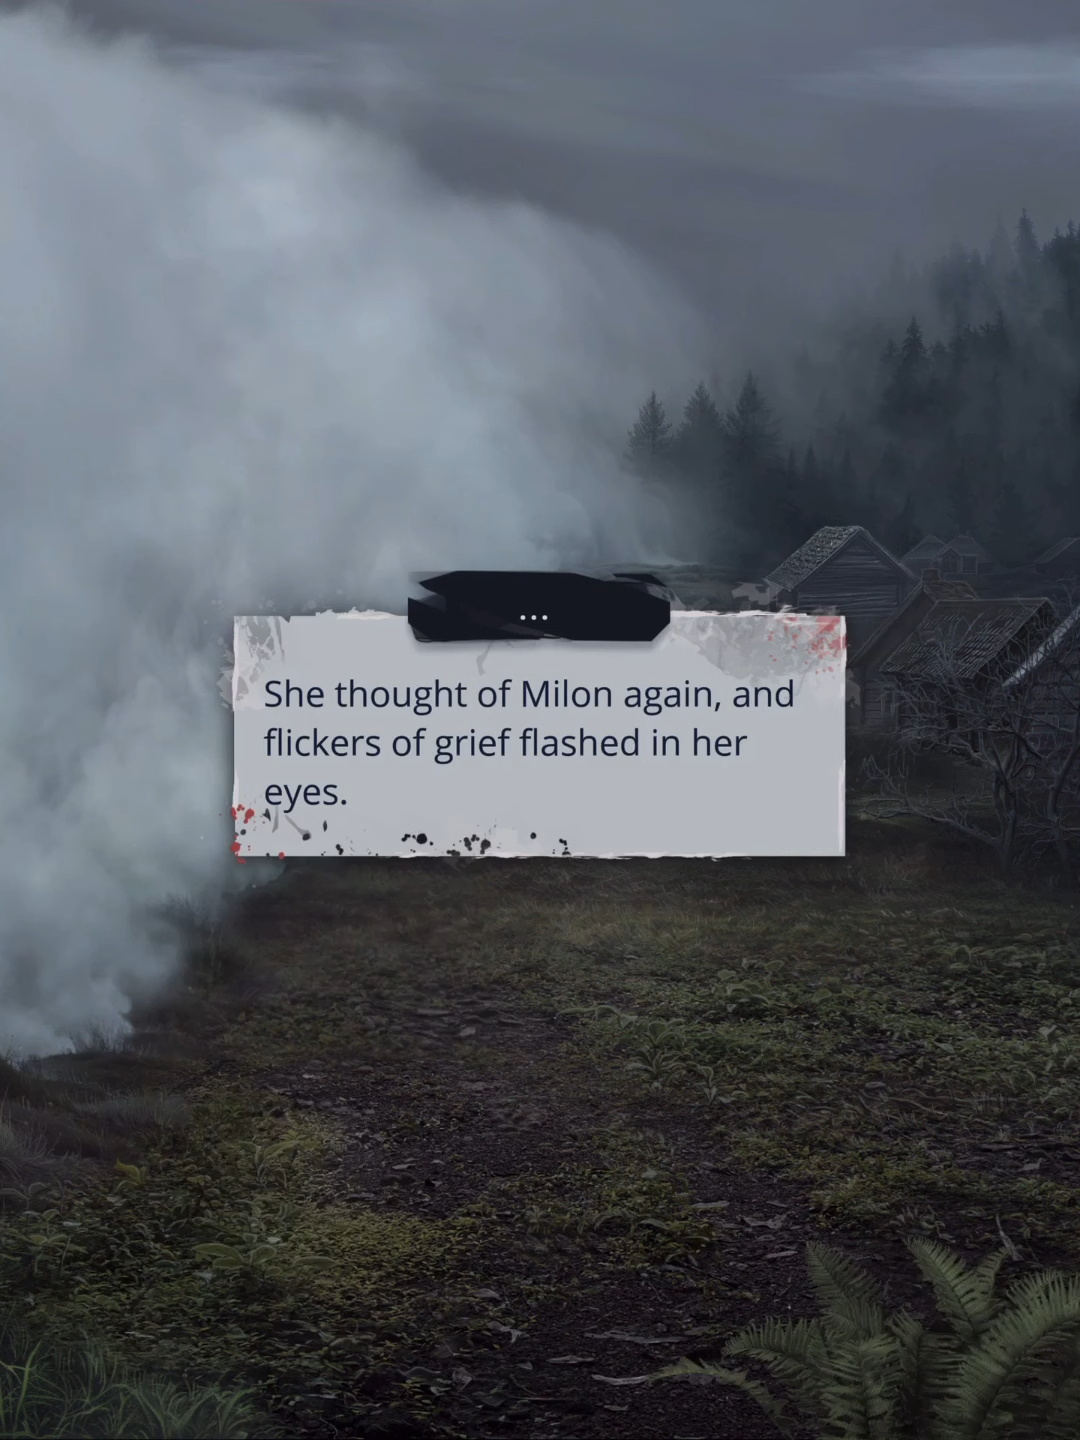 ...
She thought of Milon again, and
flickers of grief flashed in her
eyes.